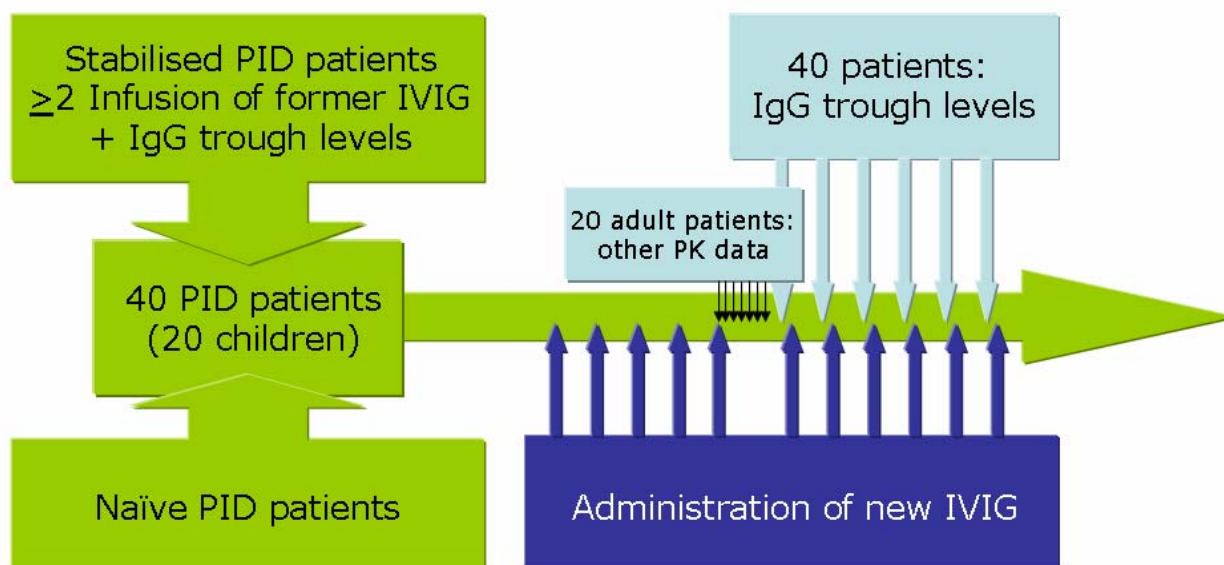 Stabilised PID patients
≥2 Infusion of former IVIG
+ IgG trough levels
40 PID patients
(20 children)
Naïve PID patients
40 patients:
IgG trough levels
20 adult patients:
other PK data
Administration of new IVIG